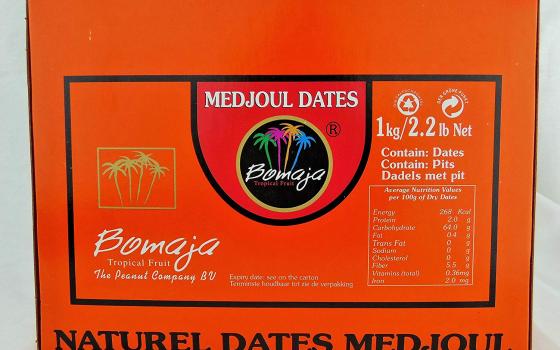 MEDJOUL DATES
Bomaja
Tropical Fruit
®
DER GRÜNE PUNKT
1kg/2.2 lb Net
Contain: Dates
Contain: Pits
Dadels met pit
Average Nutrition Values
per 100g of Dry Dates
Energy 268 Kcal
Protein 2.0 g
Carbohydrate 64.0 g
Fat 0.4 g
Trans Fat 0 g
Sodium 0 g
Cholesterol 0 g
Fiber 5.5 g
Vitamins (total) 0.36mg
Iron 2.0 mg
Bomaja
Tropical Fruit
The Peanut Company BV
Expiry date: see on the carton
Tenminste houdbaar tot zie de verpakking
NATUREL DATES MEDJOUL